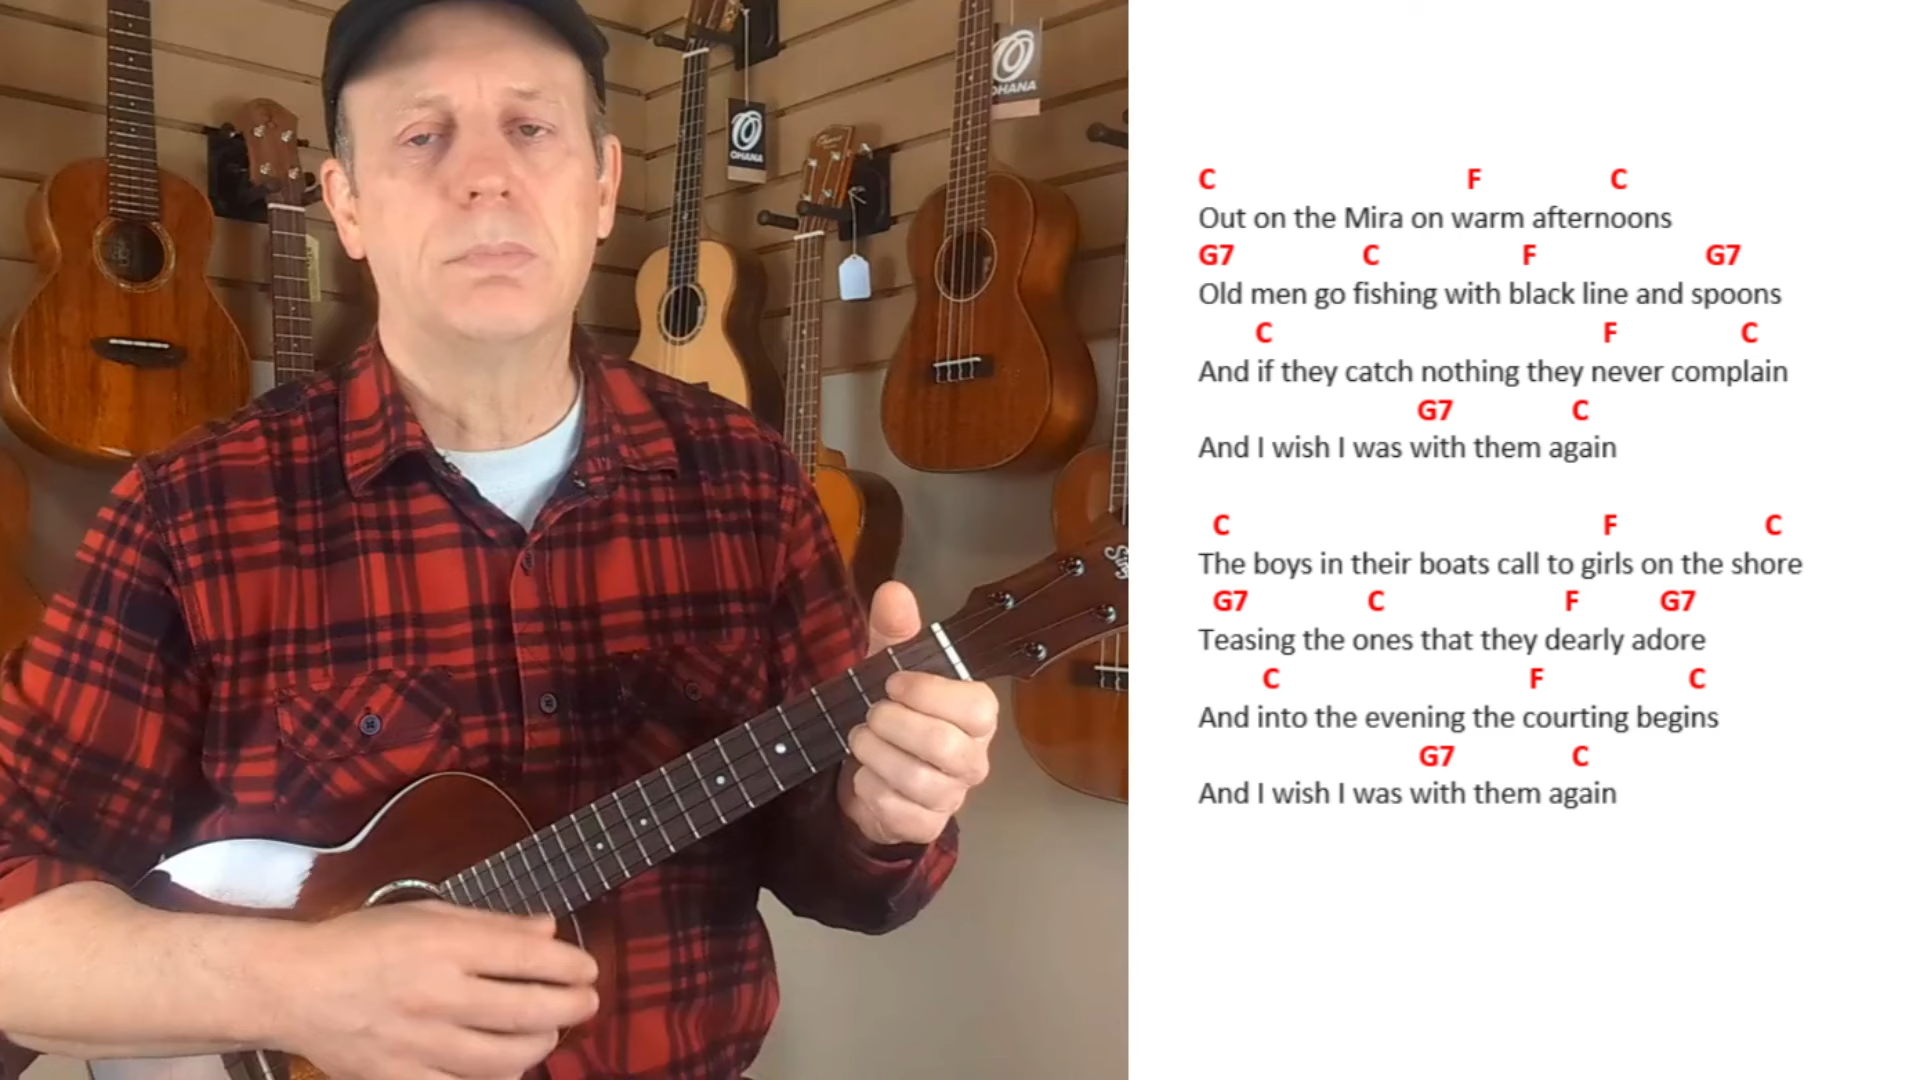 OHANA
OHANA
C F C
Out on the Mira on warm afternoons
G7 C F G7
Old men go fishing with black line and spoons
C F C
And if they catch nothing they never complain
G7 C
And I wish I was with them again
C F C
The boys in their boats call to girls on the shore
G7 C F G7
Teasing the ones that they dearly adore
C F C
And into the evening the courting begins
G7 C
And I wish I was with them again